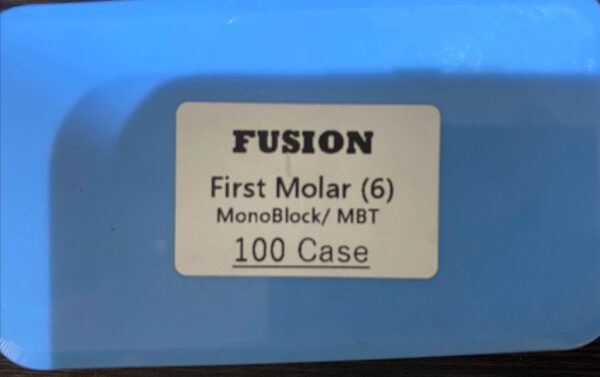 FUSION
First Molar (6)
MonoBlock/ MBT
100 Case